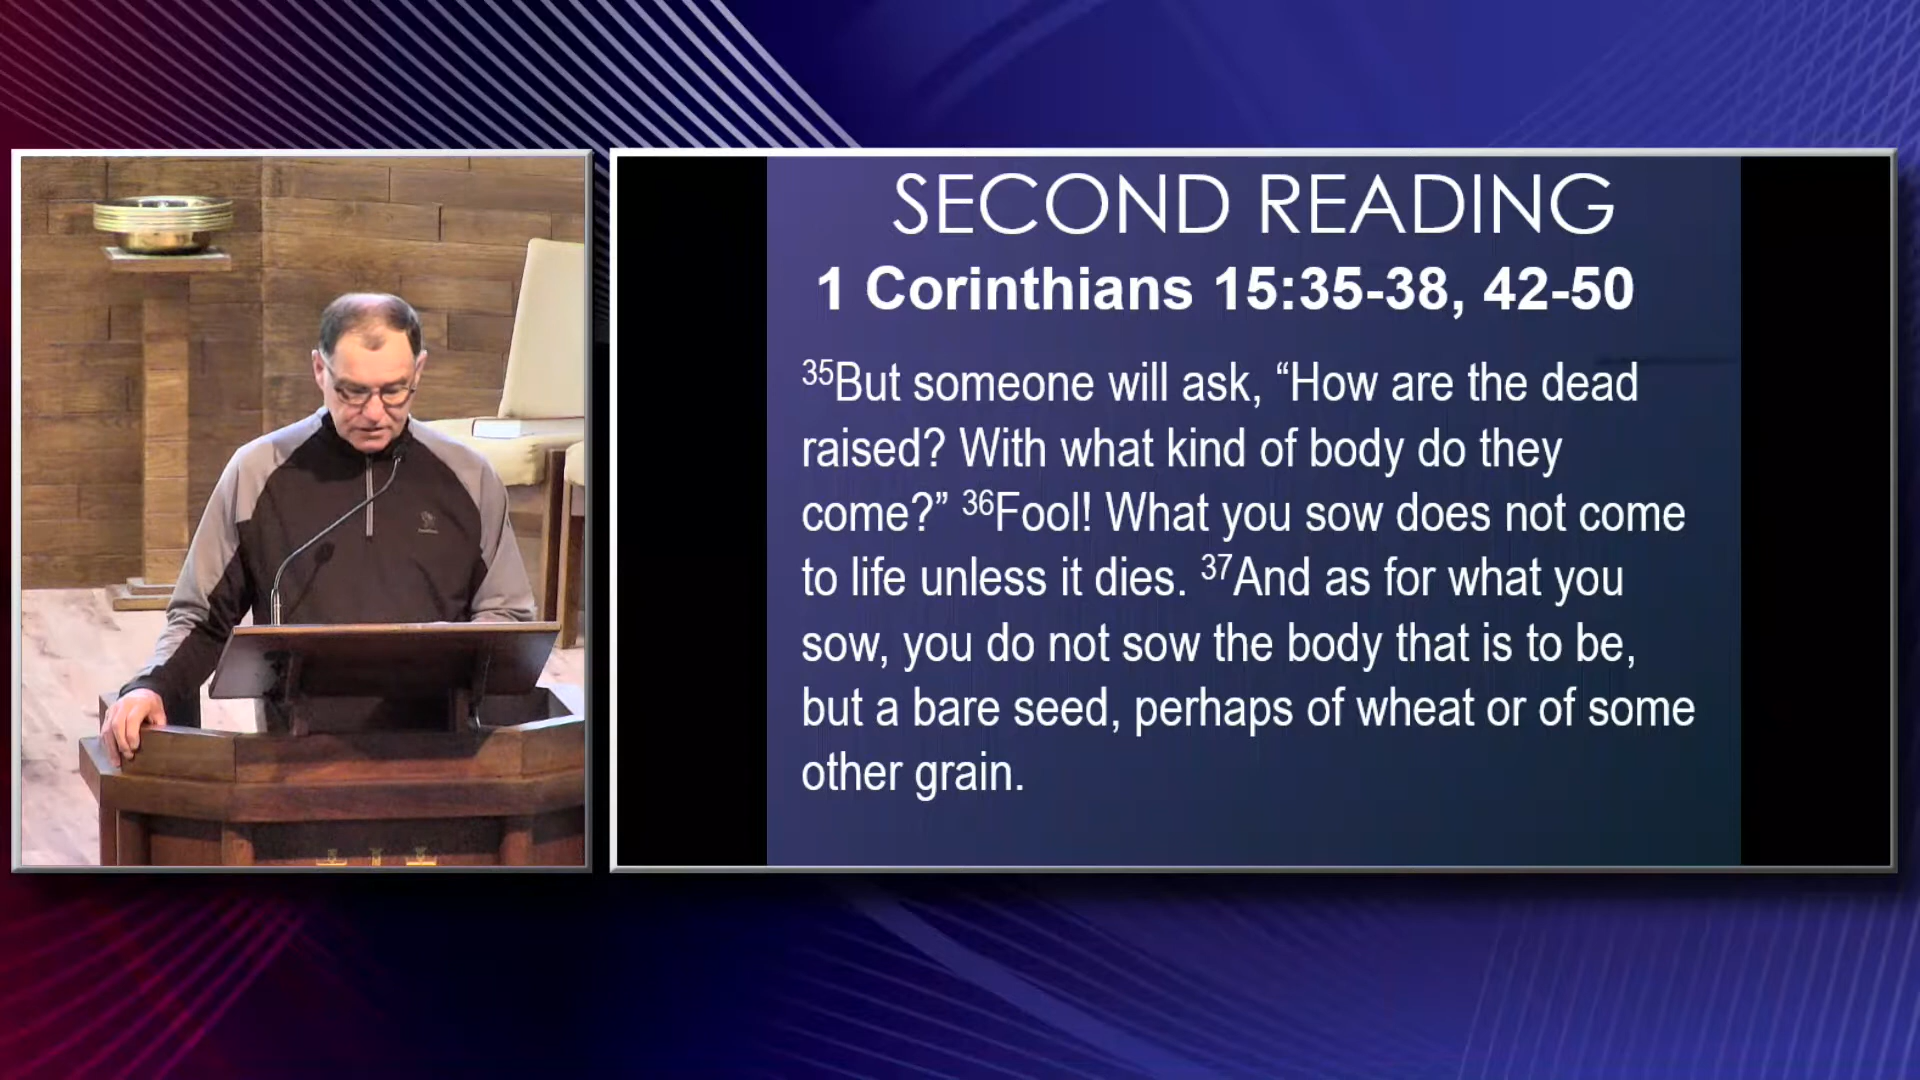 SECOND READING
1 Corinthians 15:35-38, 42-50
35But someone will ask, “How are the dead
raised? With what kind of body do they
come?” 36Fool! What you sow does not come
to life unless it dies. 37And as for what you
sow, you do not sow the body that is to be,
but a bare seed, perhaps of wheat or of some
other grain.